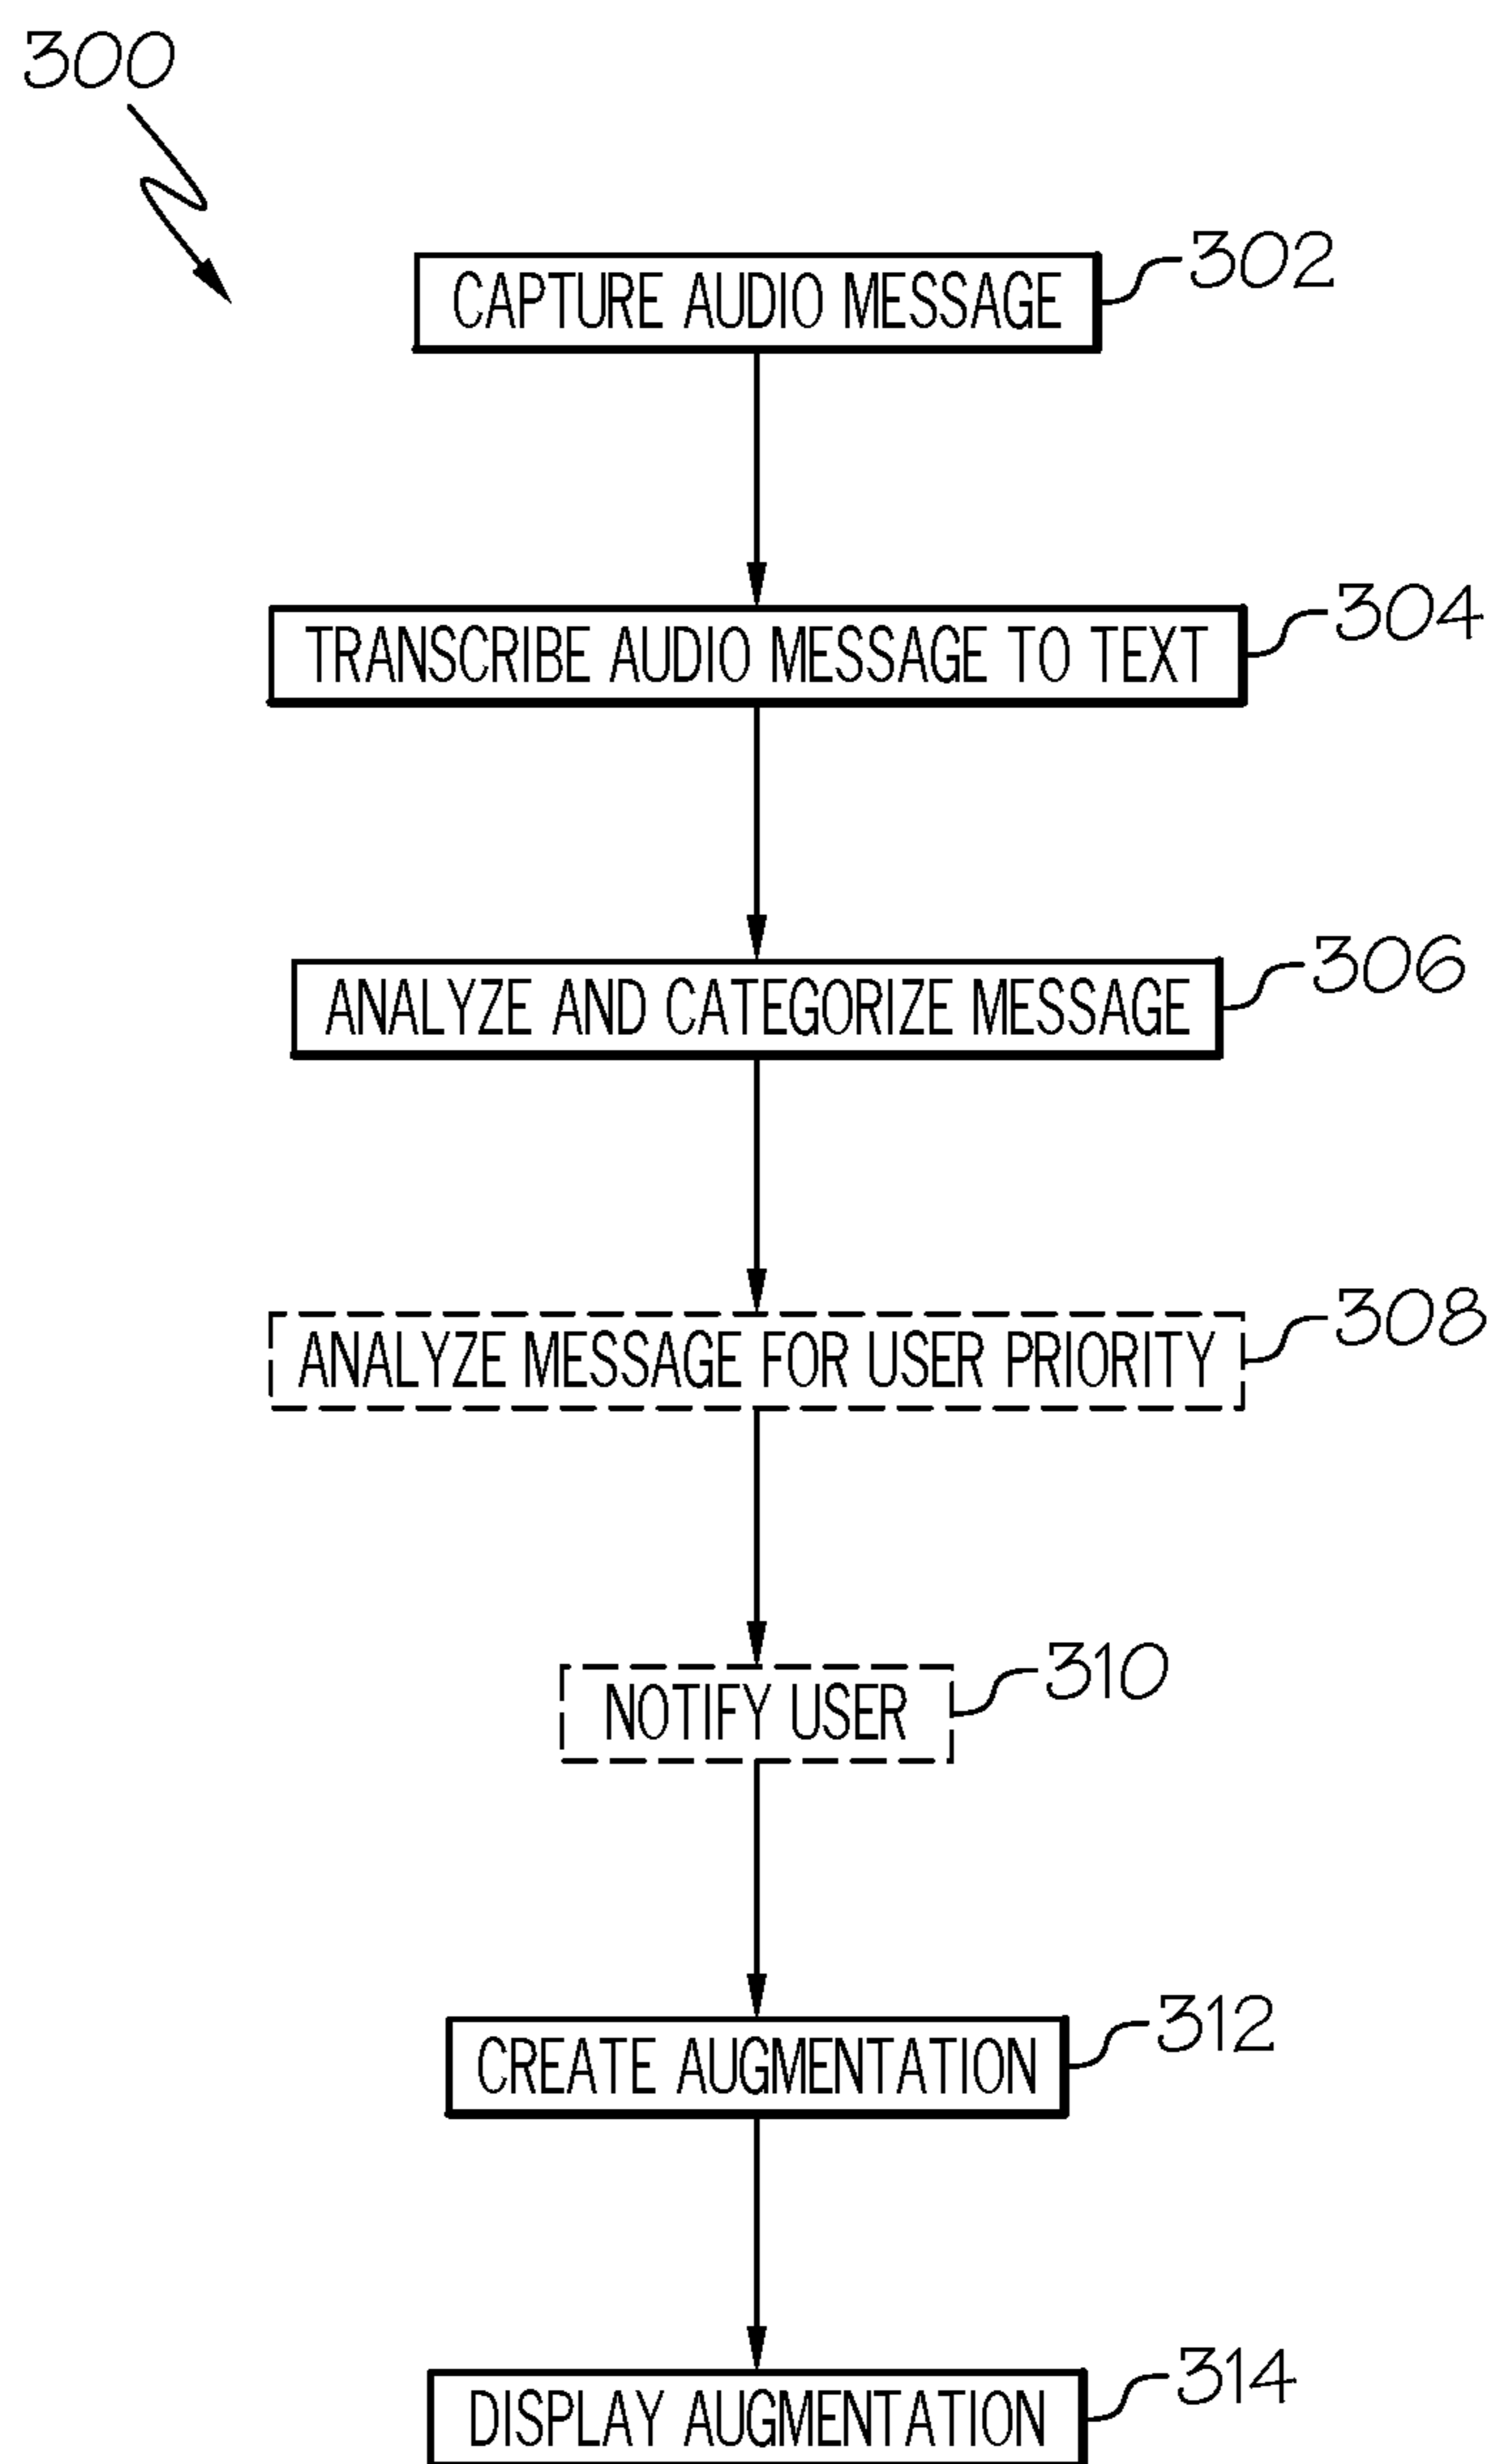 300
CAPTURE AUDIO MESSAGE
302
TRANSCRIBE AUDIO MESSAGE TO TEXT
304
ANALYZE AND CATEGORIZE MESSAGE
306
ANALYZE MESSAGE FOR USER PRIORITY
308
NOTIFY USER
310
CREATE AUGMENTATION
312
DISPLAY AUGMENTATION
314